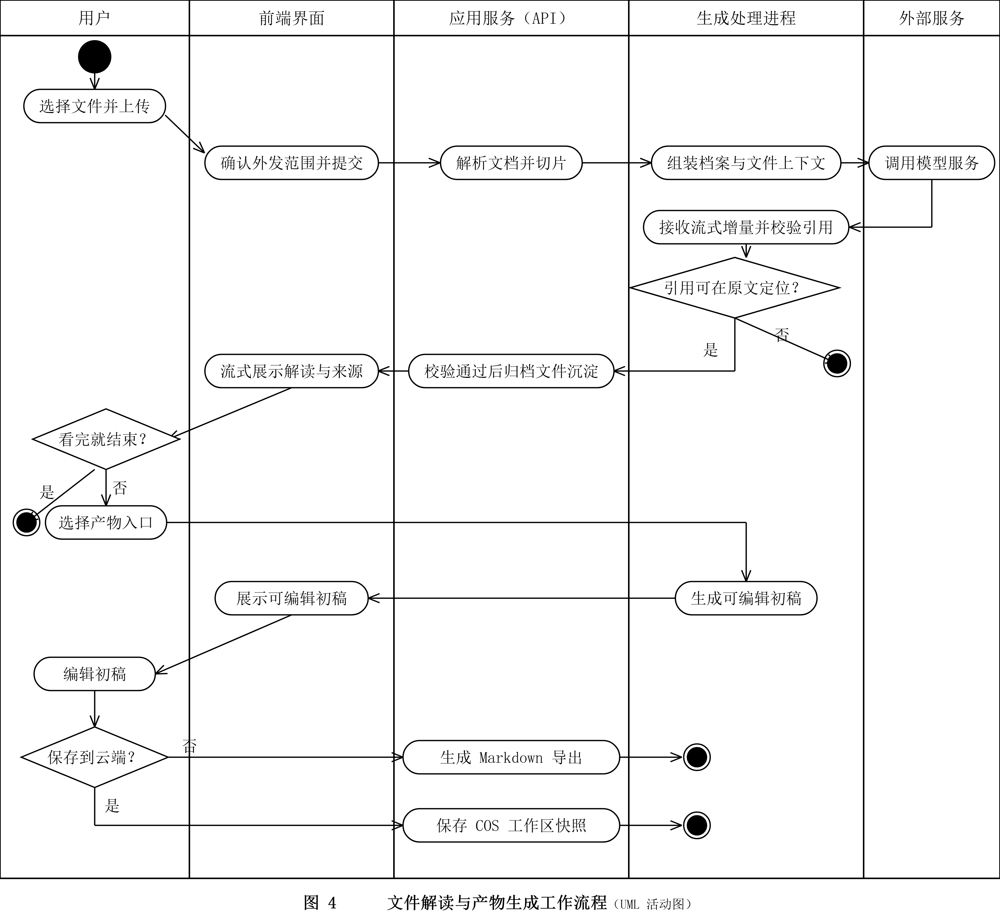 用户
前端界面
应用服务（API）
生成处理进程
外部服务
选择文件并上传
确认外发范围并提交
解析文档并切片
组装档案与文件上下文
调用模型服务
接收流式增量并校验引用
引用可在原文定位？
否
是
流式展示解读与来源
校验通过后归档文件沉淀
看完就结束？
是
否
选择产物入口
展示可编辑初稿
生成可编辑初稿
编辑初稿
保存到云端？
否
生成 Markdown 导出
是
保存 COS 工作区快照
图 4 文件解读与产物生成工作流程（UML 活动图）